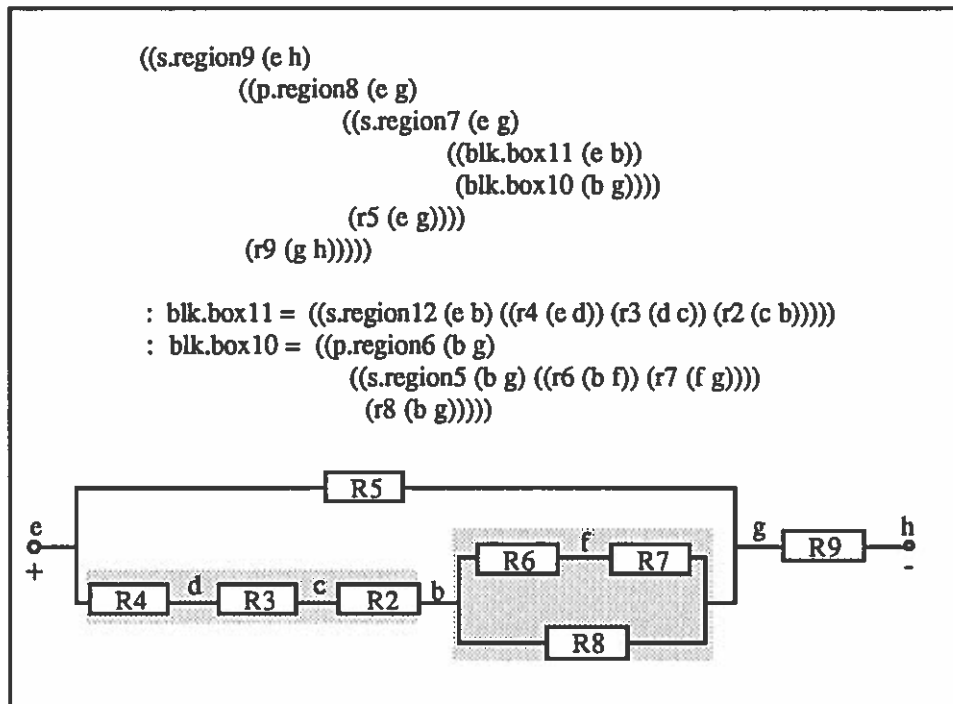 ((s.region9 (e h)
((p.region8 (e g)
((s.region7 (e g)
((blk.box11 (e b))
(blk.box10 (b g))))
(r5 (e g))))
(r9 (g h)))))
: blk.box11 = ((s.region12 (e b) ((r4 (e d)) (r3 (d c)) (r2 (c b)))))
: blk.box10 = ((p.region6 (b g)
((s.region5 (b g) ((r6 (b f)) (r7 (f g))))
(r8 (b g)))))
R5
e g h
R6 f R7 R9
+ -
R4 d R3 c R2 b
R8